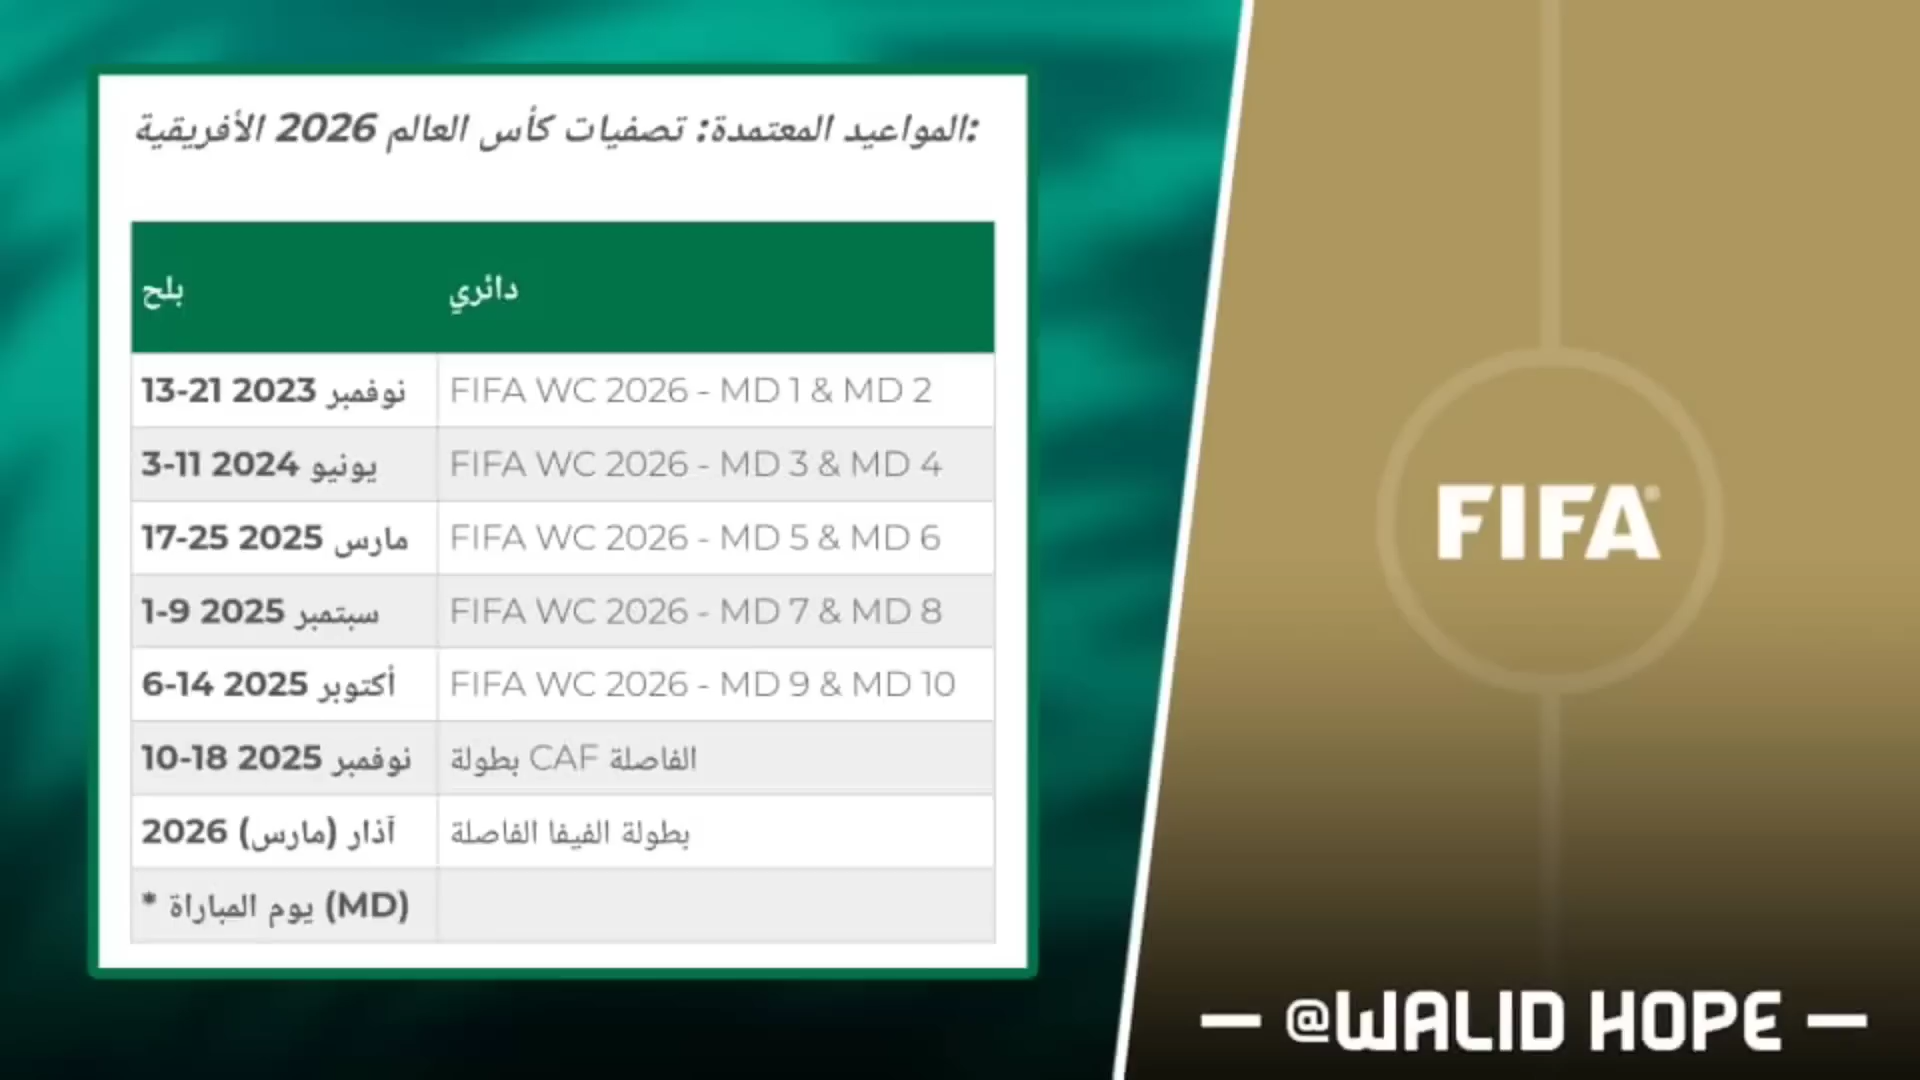 المواعيد المعتمدة: تصفيات كأس العالم 2026 الأفريقية:
بلح دائري
13-21 نوفمبر 2023 FIFA WC 2026 - MD 1 & MD 2
3-11 يونيو 2024 FIFA WC 2026 - MD 3 & MD 4
17-25 مارس 2025 FIFA WC 2026 - MD 5 & MD 6
1-9 سبتمبر 2025 FIFA WC 2026 - MD 7 & MD 8
6-14 أكتوبر 2025 FIFA WC 2026 - MD 9 & MD 10
10-18 نوفمبر 2025 بطولة CAF الفاصلة
آذار (مارس) 2026 بطولة الفيفا الفاصلة
* يوم المباراة (MD)
FIFA®
— @WALID HOPE —